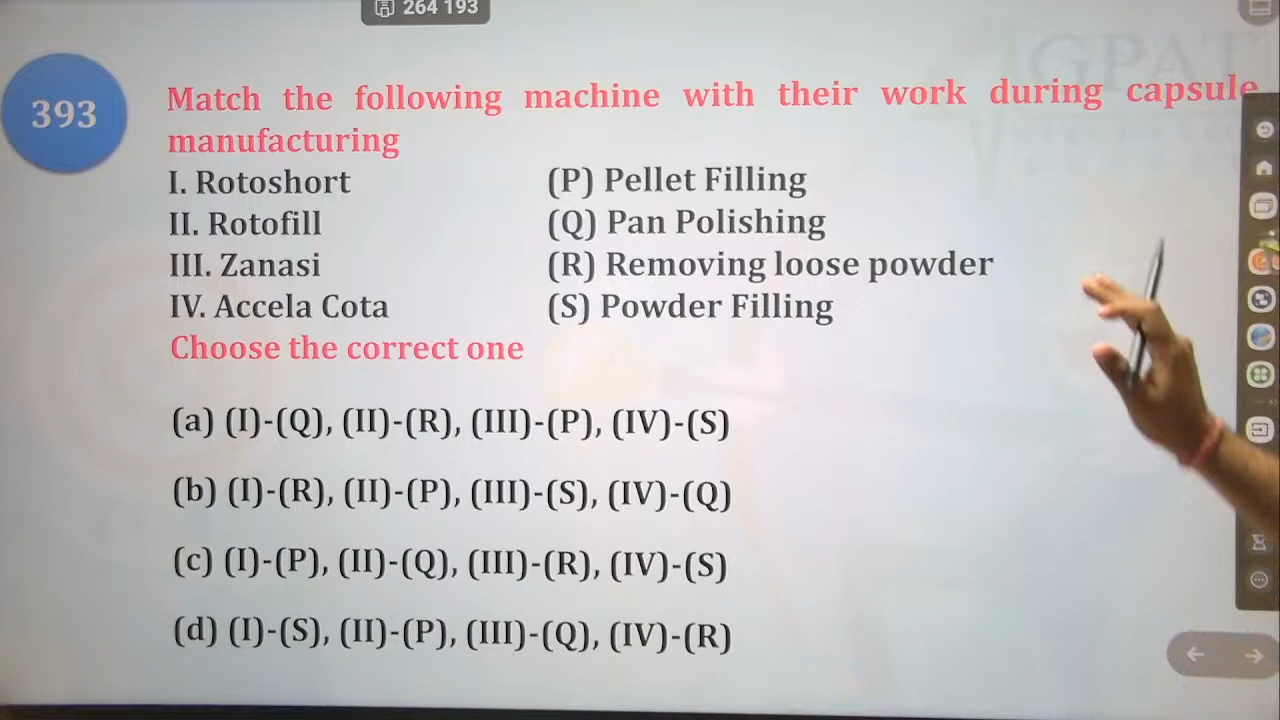 264 193
GPAT
393
Match the following machine with their work during capsule
manufacturing
I. Rotoshort (P) Pellet Filling
II. Rotofill (Q) Pan Polishing
III. Zanasi (R) Removing loose powder
IV. Accela Cota (S) Powder Filling
Choose the correct one
(a) (I)-(Q), (II)-(R), (III)-(P), (IV)-(S)
(b) (I)-(R), (II)-(P), (III)-(S), (IV)-(Q)
(c) (I)-(P), (II)-(Q), (III)-(R), (IV)-(S)
(d) (I)-(S), (II)-(P), (III)-(Q), (IV)-(R)